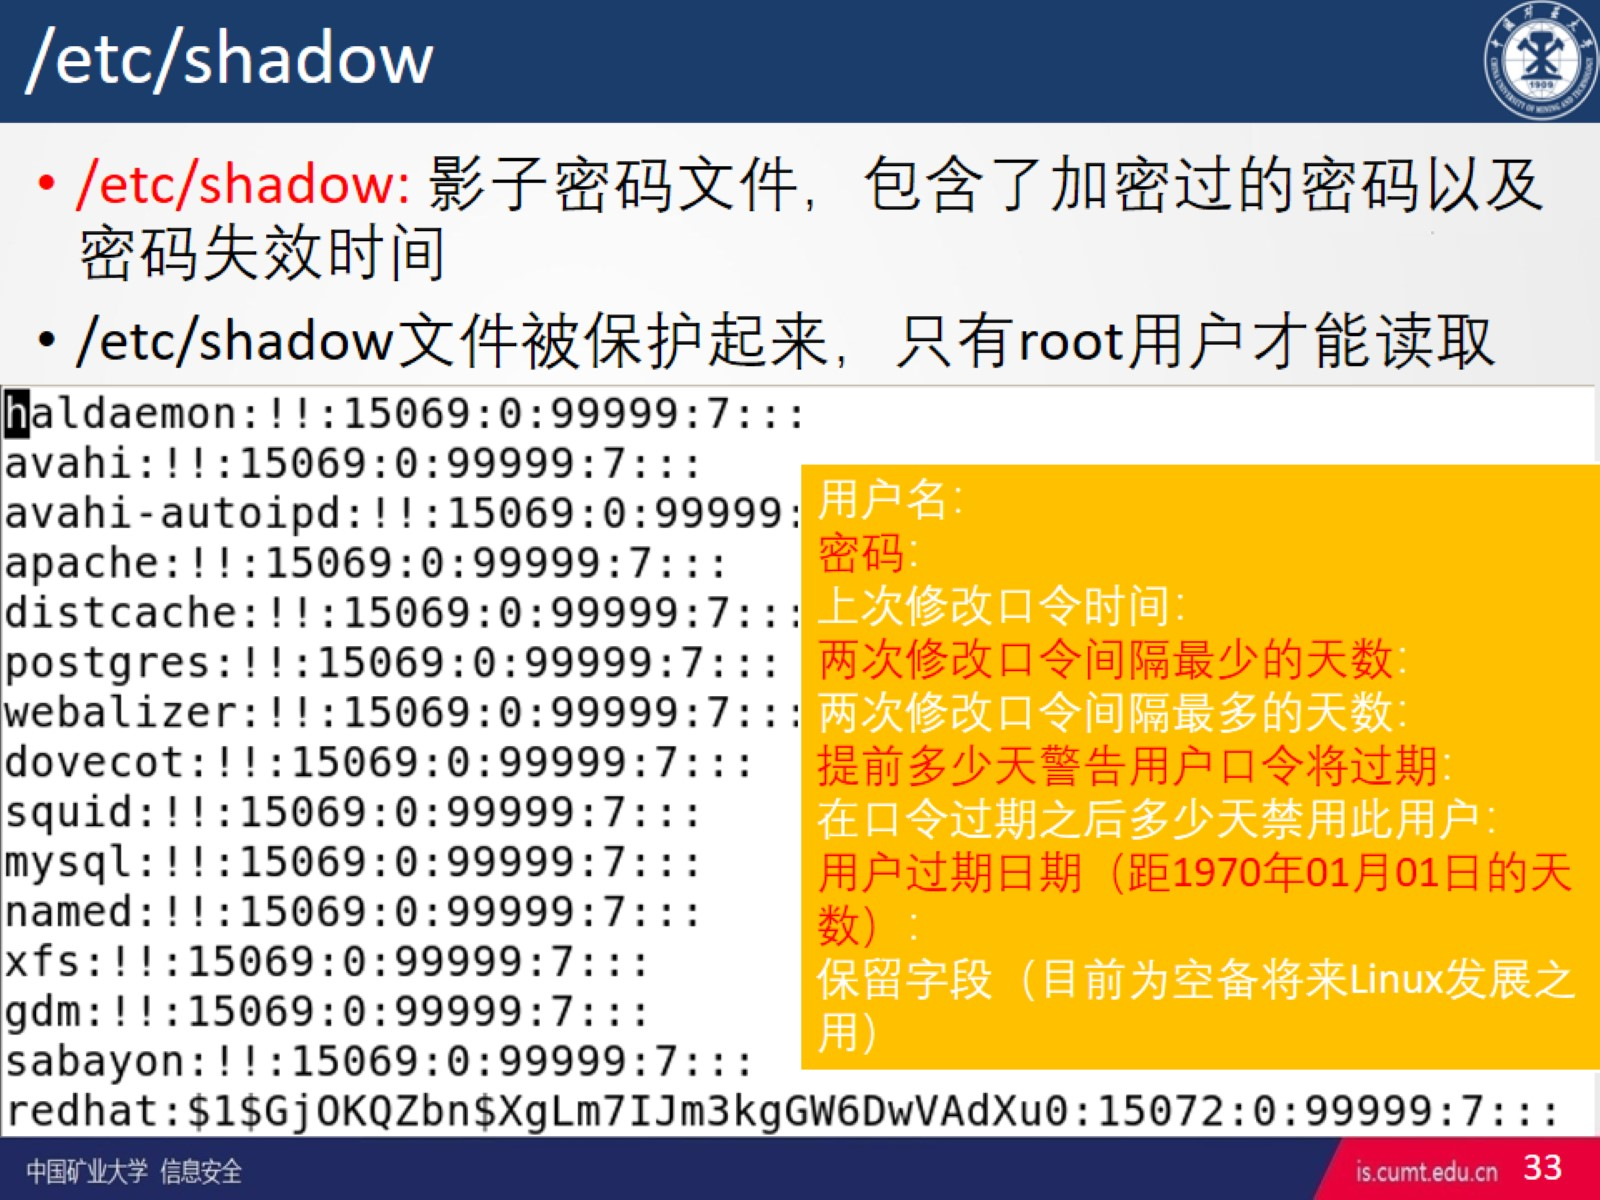 /etc/shadow
中国矿业大学
CHINA UNIVERSITY OF MINING AND TECHNOLOGY
1909
• /etc/shadow: 影子密码文件，包含了加密过的密码以及
密码失效时间
• /etc/shadow文件被保护起来，只有root用户才能读取
haldaemon:!!:15069:0:99999:7:::
avahi:!!:15069:0:99999:7:::
avahi-autoipd:!!:15069:0:99999:
apache:!!:15069:0:99999:7:::
distcache:!!:15069:0:99999:7:::
postgres:!!:15069:0:99999:7:::
webalizer:!!:15069:0:99999:7:::
dovecot:!!:15069:0:99999:7:::
squid:!!:15069:0:99999:7:::
mysql:!!:15069:0:99999:7:::
named:!!:15069:0:99999:7:::
xfs:!!:15069:0:99999:7:::
gdm:!!:15069:0:99999:7:::
sabayon:!!:15069:0:99999:7:::
redhat:$1$GjOKQZbn$XgLm7IJm3kgGW6DwVAdXu0:15072:0:99999:7:::
用户名：
密码：
上次修改口令时间：
两次修改口令间隔最少的天数：
两次修改口令间隔最多的天数：
提前多少天警告用户口令将过期：
在口令过期之后多少天禁用此用户：
用户过期日期（距1970年01月01日的天
数）：
保留字段（目前为空备将来Linux发展之
用）
中国矿业大学 信息安全
is.cumt.edu.cn 33